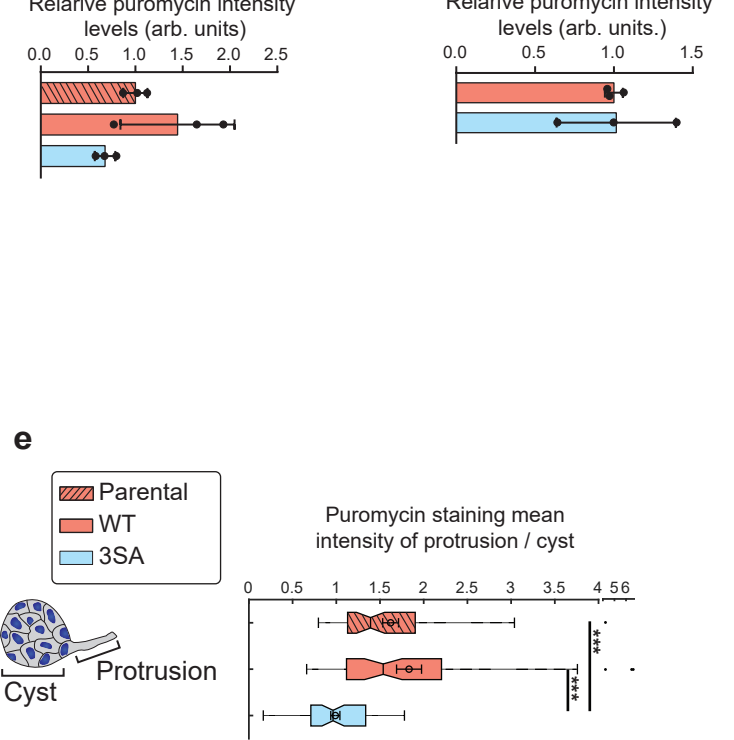 Relarive puromycin intensity
levels (arb. units)
0.0 0.5 1.0 1.5 2.0 2.5
Relarive puromycin intensity
levels (arb. units.)
0.0 0.5 1.0 1.5
e
Parental
WT
3SA
Puromycin staining mean
intensity of protrusion / cyst
0 0.5 1 1.5 2 2.5 3 3.5 4 5 6
***
***
Protrusion
Cyst